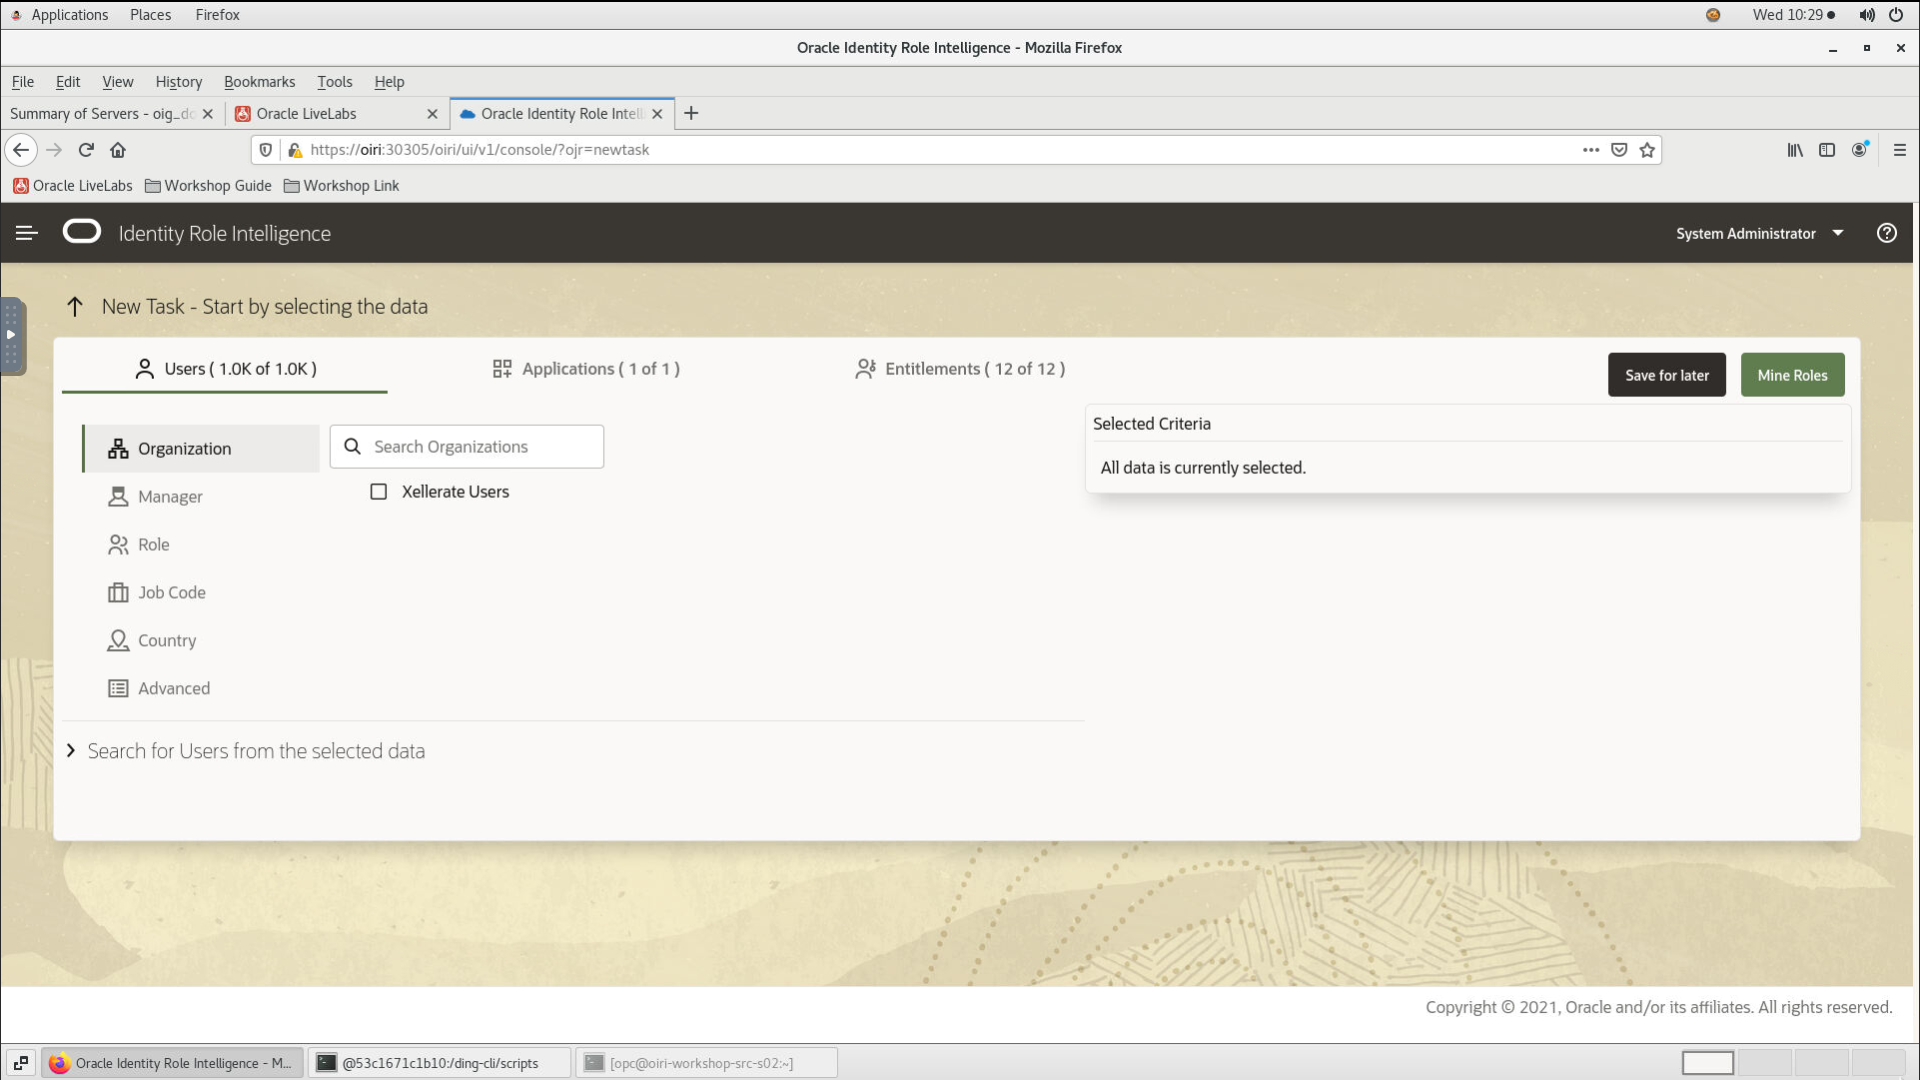 Applications Places Firefox Wed 10:29
Oracle Identity Role Intelligence - Mozilla Firefox
File Edit View History Bookmarks Tools Help
Summary of Servers - oig_do Oracle LiveLabs Oracle Identity Role Intell
https://oiri:30305/oiri/ui/v1/console/?ojr=newtask
Oracle LiveLabs Workshop Guide Workshop Link
Identity Role Intelligence System Administrator
New Task - Start by selecting the data
Users ( 1.0K of 1.0K ) Applications ( 1 of 1 ) Entitlements ( 12 of 12 ) Save for later Mine Roles
Selected Criteria
Organization Search Organizations
All data is currently selected.
Xellerate Users
Manager
Role
Job Code
Country
Advanced
Search for Users from the selected data
Copyright © 2021, Oracle and/or its affiliates. All rights reserved.
Oracle Identity Role Intelligence - M... @53c1671c1b10:/ding-cli/scripts [opc@oiri-workshop-src-s02:~]